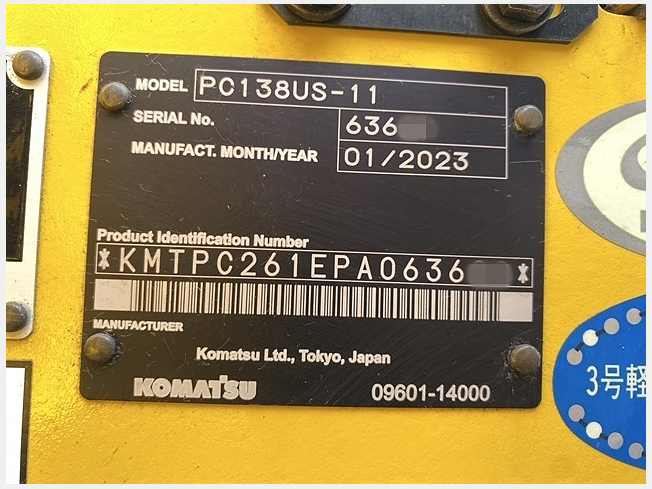 MODEL PC138US-11
SERIAL No. 636
MANUFACT. MONTH/YEAR 01/2023
Product Identification Number
*KMTPC261EPA0636 *
MANUFACTURER
Komatsu Ltd., Tokyo, Japan
KOMATSU 09601-14000
3号軽